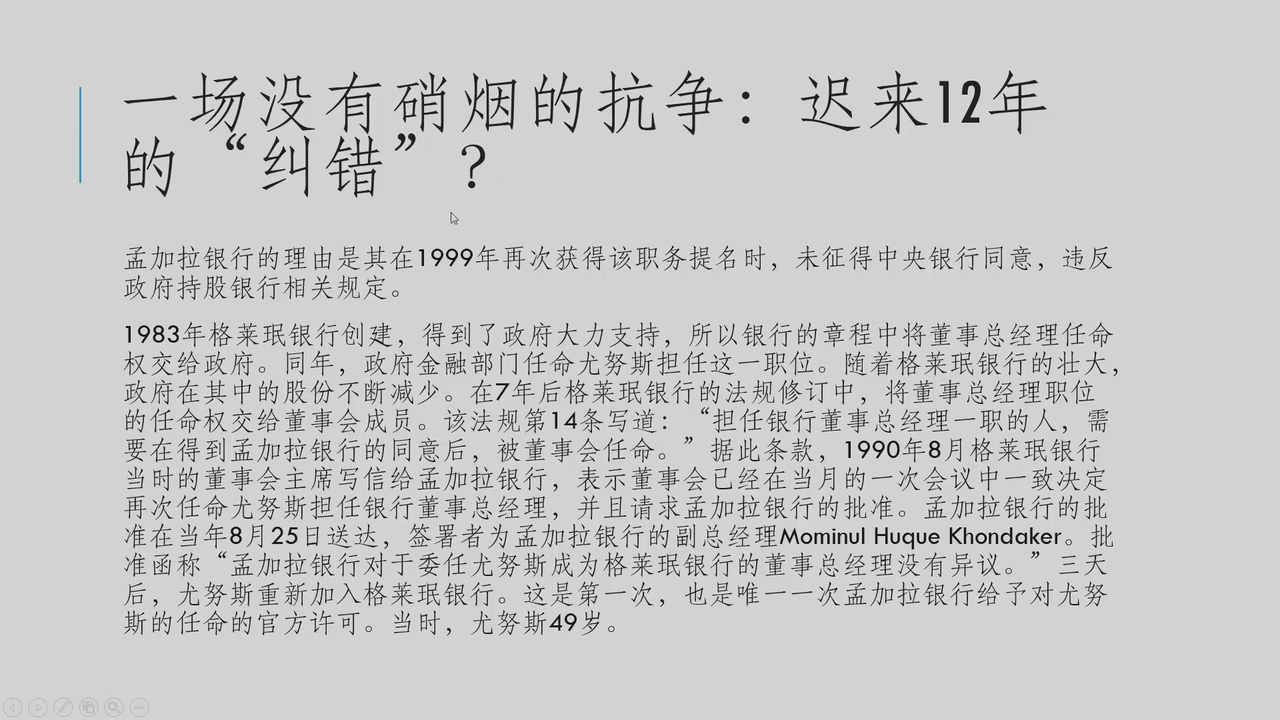 一场没有硝烟的抗争：迟来12年
的“纠错”？
孟加拉银行的理由是其在1999年再次获得该职务提名时，未征得中央银行同意，违反
政府持股银行相关规定。
1983年格莱珉银行创建，得到了政府大力支持，所以银行的章程中将董事总经理任命
权交给政府。同年，政府金融部门任命尤努斯担任这一职位。随着格莱珉银行的壮大，
政府在其中的股份不断减少。在7年后格莱珉银行的法规修订中，将董事总经理职位
的任命权交给董事会成员。该法规第14条写道：“担任银行董事总经理一职的人，需
要在得到孟加拉银行的同意后，被董事会任命。”据此条款，1990年8月格莱珉银行
当时的董事会主席写信给孟加拉银行，表示董事会已经在当月的一次会议中一致决定
再次任命尤努斯担任银行董事总经理，并且请求孟加拉银行的批准。孟加拉银行的批
准在当年8月25日送达，签署者为孟加拉银行的副总经理Mominul Huque Khondaker。批
准函称“孟加拉银行对于委任尤努斯成为格莱珉银行的董事总经理没有异议。”三天
后，尤努斯重新加入格莱珉银行。这是第一次，也是唯一一次孟加拉银行给予对尤努
斯的任命的官方许可。当时，尤努斯49岁。